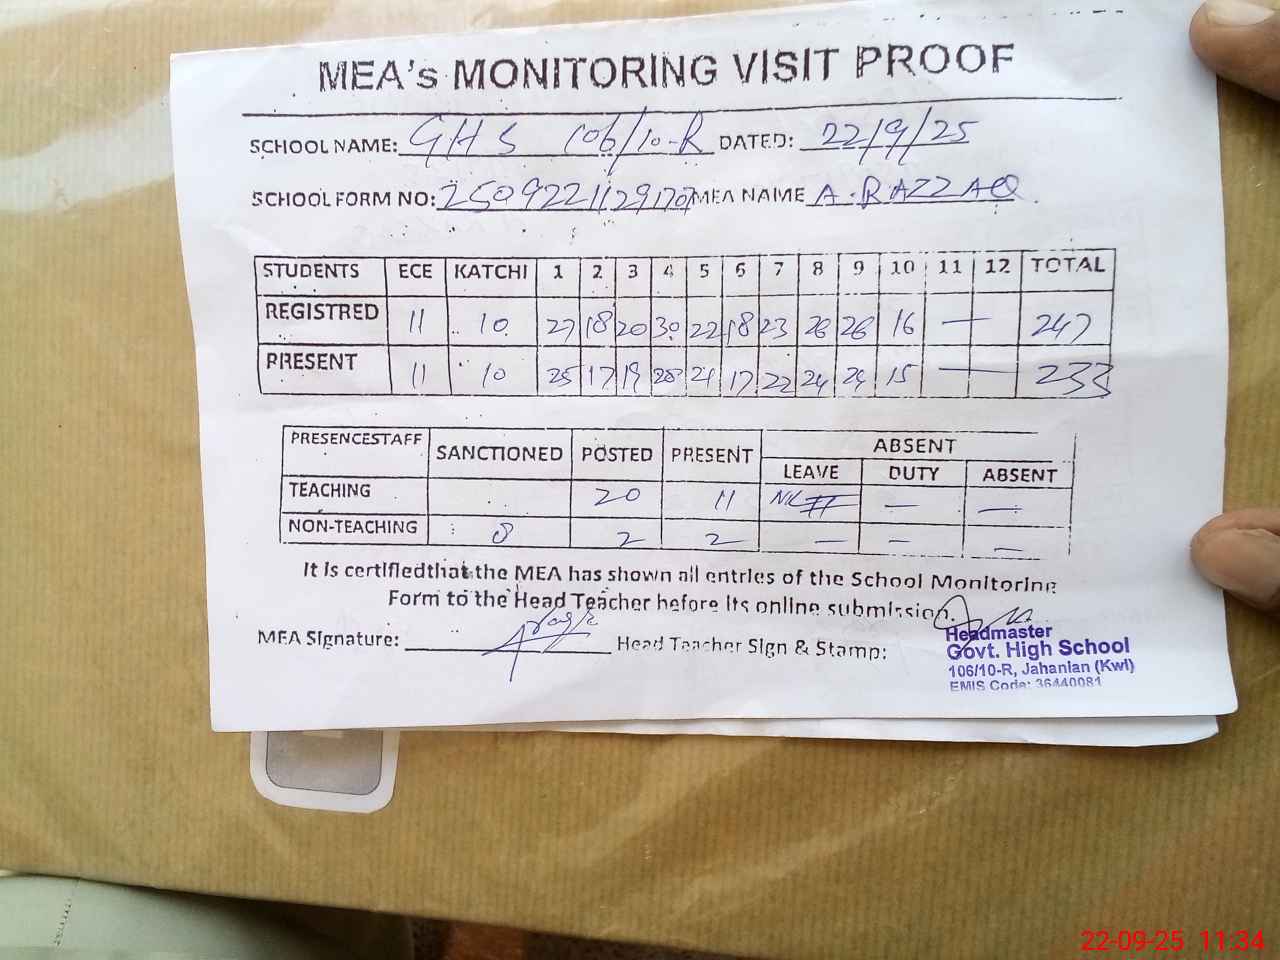 MEA's MONITORING VISIT PROOF
SCHOOL NAME: GHS 106/10-R DATED: 22/9/25
SCHOOL FORM NO: 2509221129170 MEA NAME A.RAZZAQ
STUDENTS ECE KATCHI 1 2 3 4 5 6 7 8 9 10 11 12 TOTAL
REGISTRED 11 10 27 18 20 30 22 18 23 26 26 16 — 247
PRESENT 11 10 25 17 19 28 21 17 22 24 24 15 — 233
PRESENCESTAFF SANCTIONED POSTED PRESENT ABSENT
LEAVE DUTY ABSENT
TEACHING 20 11 — —
NON-TEACHING 8 2 2 — — —
It is certifiedthat the MEA has shown all entries of the School Monitoring
Form to the Head Teacher before its online submission.
MEA Signature: Head Teacher Sign & Stamp:
Headmaster
Govt. High School
106/10-R, Jahanian (Kwl)
EMIS Code: 36440081
22-09-25 11:34